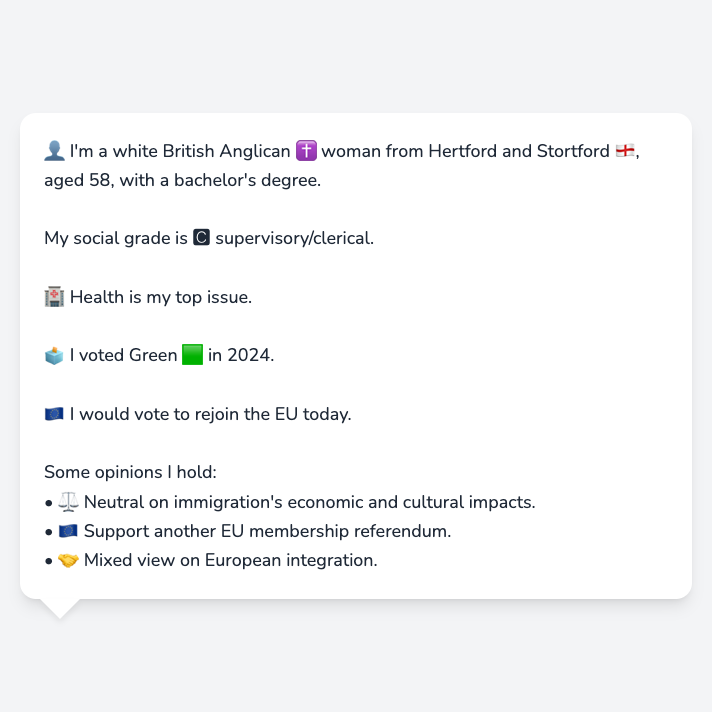 👤 I'm a white British Anglican ✝️ woman from Hertford and Stortford 🏴󠁧󠁢󠁥󠁮󠁧󠁿,
aged 58, with a bachelor's degree.
My social grade is 🅲 supervisory/clerical.
🏥 Health is my top issue.
🗳️ I voted Green 🟩 in 2024.
🇪🇺 I would vote to rejoin the EU today.
Some opinions I hold:
• ⚖️ Neutral on immigration's economic and cultural impacts.
• 🇪🇺 Support another EU membership referendum.
• 🤝 Mixed view on European integration.